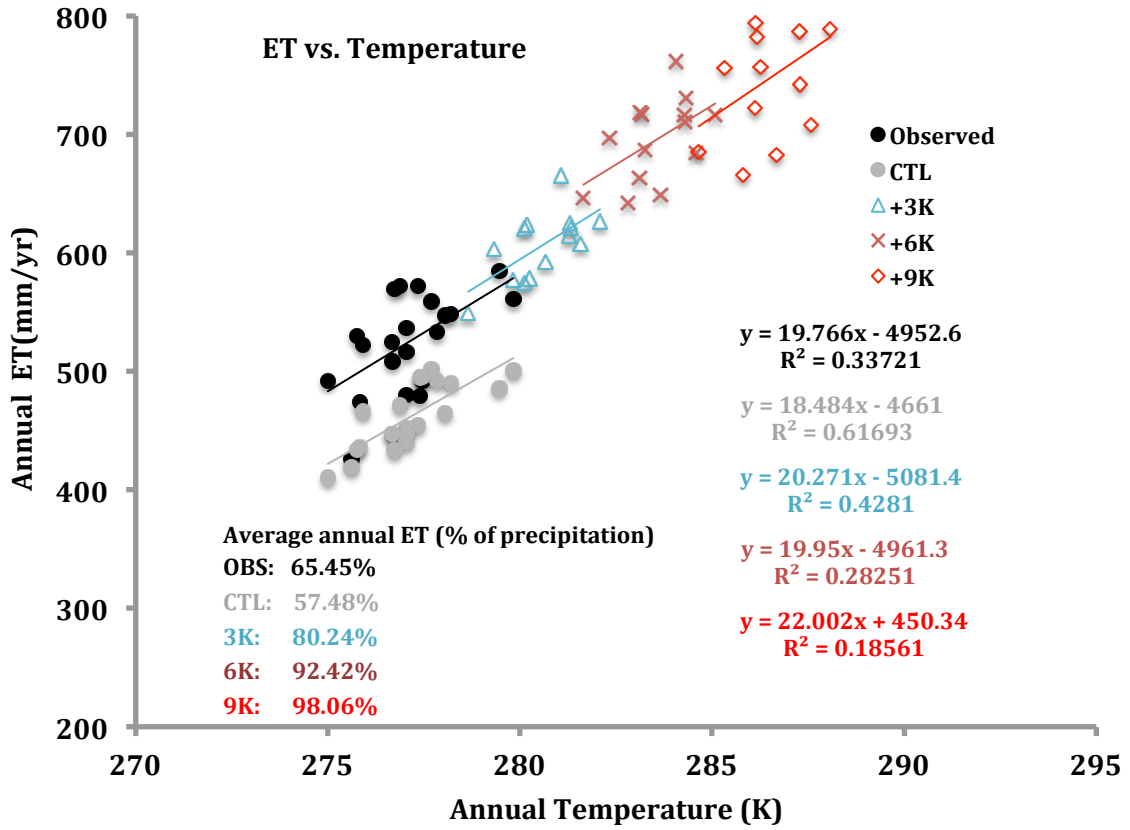 ET vs. Temperature
Annual ET(mm/yr)
800
700
600
500
400
300
200
270
275
280
285
290
295
Annual Temperature (K)
Observed
CTL
+3K
+6K
+9K
y = 19.766x - 4952.6
R² = 0.33721
y = 18.484x - 4661
R² = 0.61693
y = 20.271x - 5081.4
R² = 0.4281
y = 19.95x - 4961.3
R² = 0.28251
y = 22.002x + 450.34
R² = 0.18561
Average annual ET (% of precipitation)
OBS: 65.45%
CTL: 57.48%
3K: 80.24%
6K: 92.42%
9K: 98.06%